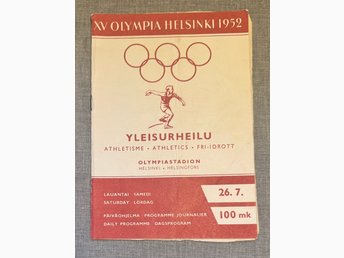 XV OLYMPIA HELSINKI 1952
YLEISURHEILU
ATHLETISME • ATHLETICS • FRI-IDROTT
OLYMPIASTADION
HELSINKI • HELSINGFORS
LAUANTAI · SAMEDI
SATURDAY · LÖRDAG
26. 7.
PÄIVÄOHJELMA · PROGRAMME JOURNALIER
DAILY PROGRAMME · DAGSPROGRAM
100 mk